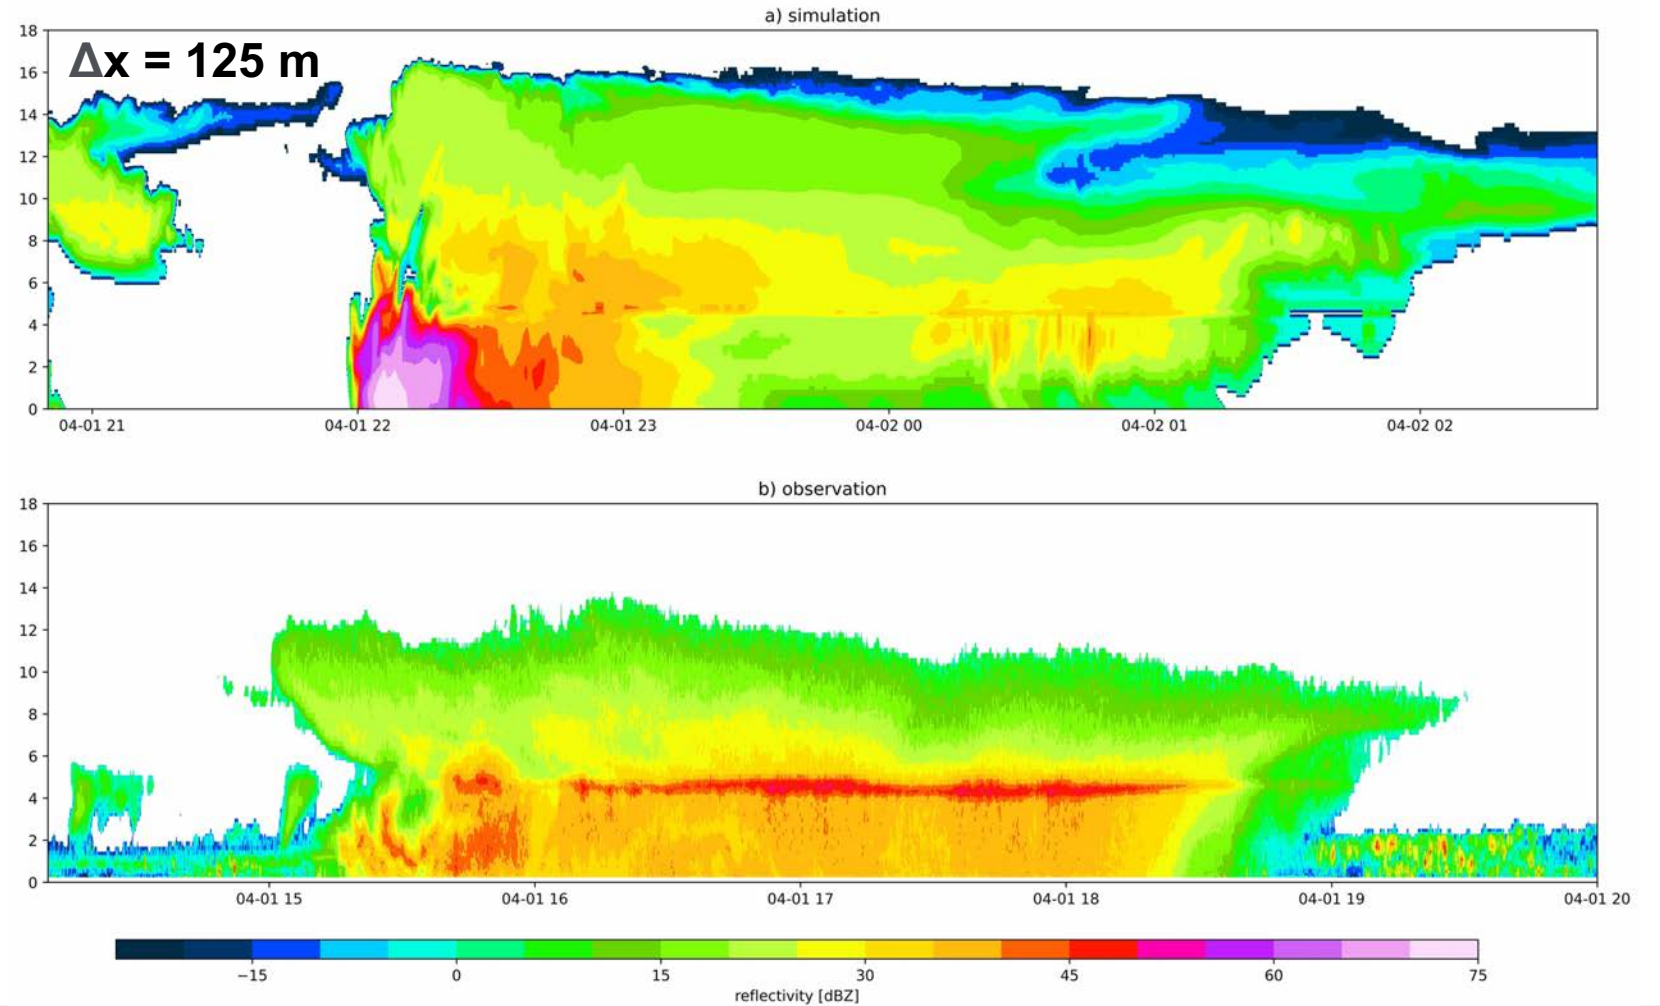 a) simulation
Δx = 125 m
18
16
14
12
10
8
6
4
2
0
04-01 21 04-01 22 04-01 23 04-02 00 04-02 01 04-02 02
b) observation
18
16
14
12
10
8
6
4
2
0
04-01 15 04-01 16 04-01 17 04-01 18 04-01 19 04-01 20
−15 0 15 30 45 60 75
reflectivity [dBZ]